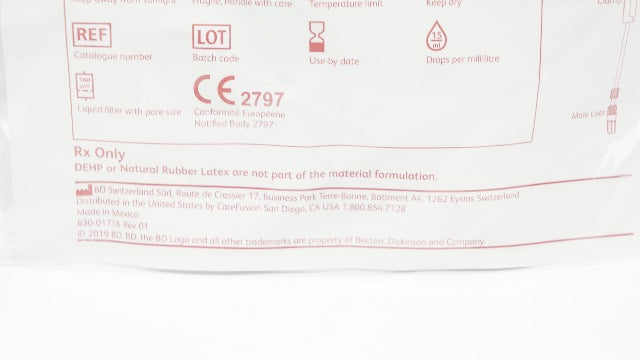 Keep away from sunlight
Fragile, handle with care
Temperature limit
Keep dry
Clamp
REF
LOT
15
ml
Catalogue number
Batch code
Use-by date
Drops per millilitre
Liquid filter with pore size
CE 2797
Conformité Européene
Notified Body 2797
Male Luer
Rx Only
DEHP or Natural Rubber Latex are not part of the material formulation.
BD Switzerland Sàrl, Route de Crassier 17, Business Park Terre-Bonne, Batiment A4, 1262 Eysins Switzerland
Distributed in the United States by CareFusion San Diego, CA USA 1.800.854.7128
Made in Mexico
630-01716 Rev 01
© 2019 BD. BD, the BD Logo and all other trademarks are property of Becton, Dickinson and Company.